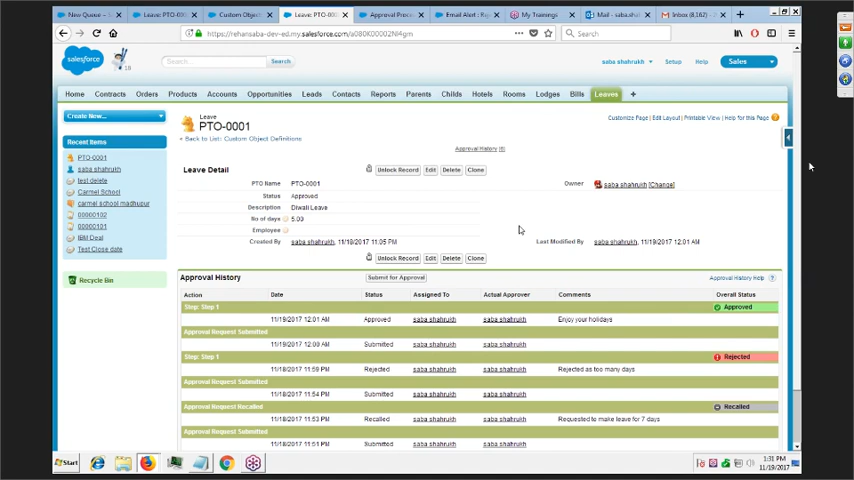 New Queue ~ S
Leave: PTO-000
Custom Object
Leave: PTO-000
Approval Proce
Email Alert : Re
My Trainings
Mail - saba.shah
Inbox (8,162) - r
https://rehansaba-dev-ed.my.salesforce.com/a080K00002Nl4gm
Search
salesforce
18
Search...
Search
saba shahrukh
Setup
Help
Sales
Home Contracts Orders Products Accounts Opportunities Leads Contacts Reports Parents Childs Hotels Rooms Lodges Bills Leaves +
Create New...
Recent Items
PTO-0001
saba shahrukh
test delete
Carmel School
carmel school madhupur
00000102
00000101
IBM Deal
Test Close date
Recycle Bin
Leave
PTO-0001
Customize Page | Edit Layout | Printable View | Help for this Page
« Back to List: Custom Object Definitions
Approval History [6]
Leave Detail
Unlock Record Edit Delete Clone
PTO Name PTO-0001
Owner saba shahrukh [Change]
Status Approved
Description Diwali Leave
No of days 5.00
Employee
Created By saba shahrukh, 11/18/2017 11:05 PM
Last Modified By saba shahrukh, 11/19/2017 12:01 AM
Unlock Record Edit Delete Clone
Approval History
Submit for Approval
Approval History Help
Action Date Status Assigned To Actual Approver Comments Overall Status
Step: Step 1 Approved
11/19/2017 12:01 AM Approved saba shahrukh saba shahrukh Enjoy your holidays
Approval Request Submitted
11/19/2017 12:00 AM Submitted saba shahrukh saba shahrukh
Step: Step 1 Rejected
11/18/2017 11:59 PM Rejected saba shahrukh saba shahrukh Rejected as too many days
Approval Request Submitted
11/18/2017 11:54 PM Submitted saba shahrukh saba shahrukh
Approval Request Recalled Recalled
11/18/2017 11:53 PM Recalled saba shahrukh saba shahrukh Requested to make leave for 7 days
Approval Request Submitted
11/18/2017 11:51 PM Submitted saba shahrukh saba shahrukh
Start
1:31 PM
11/19/2017